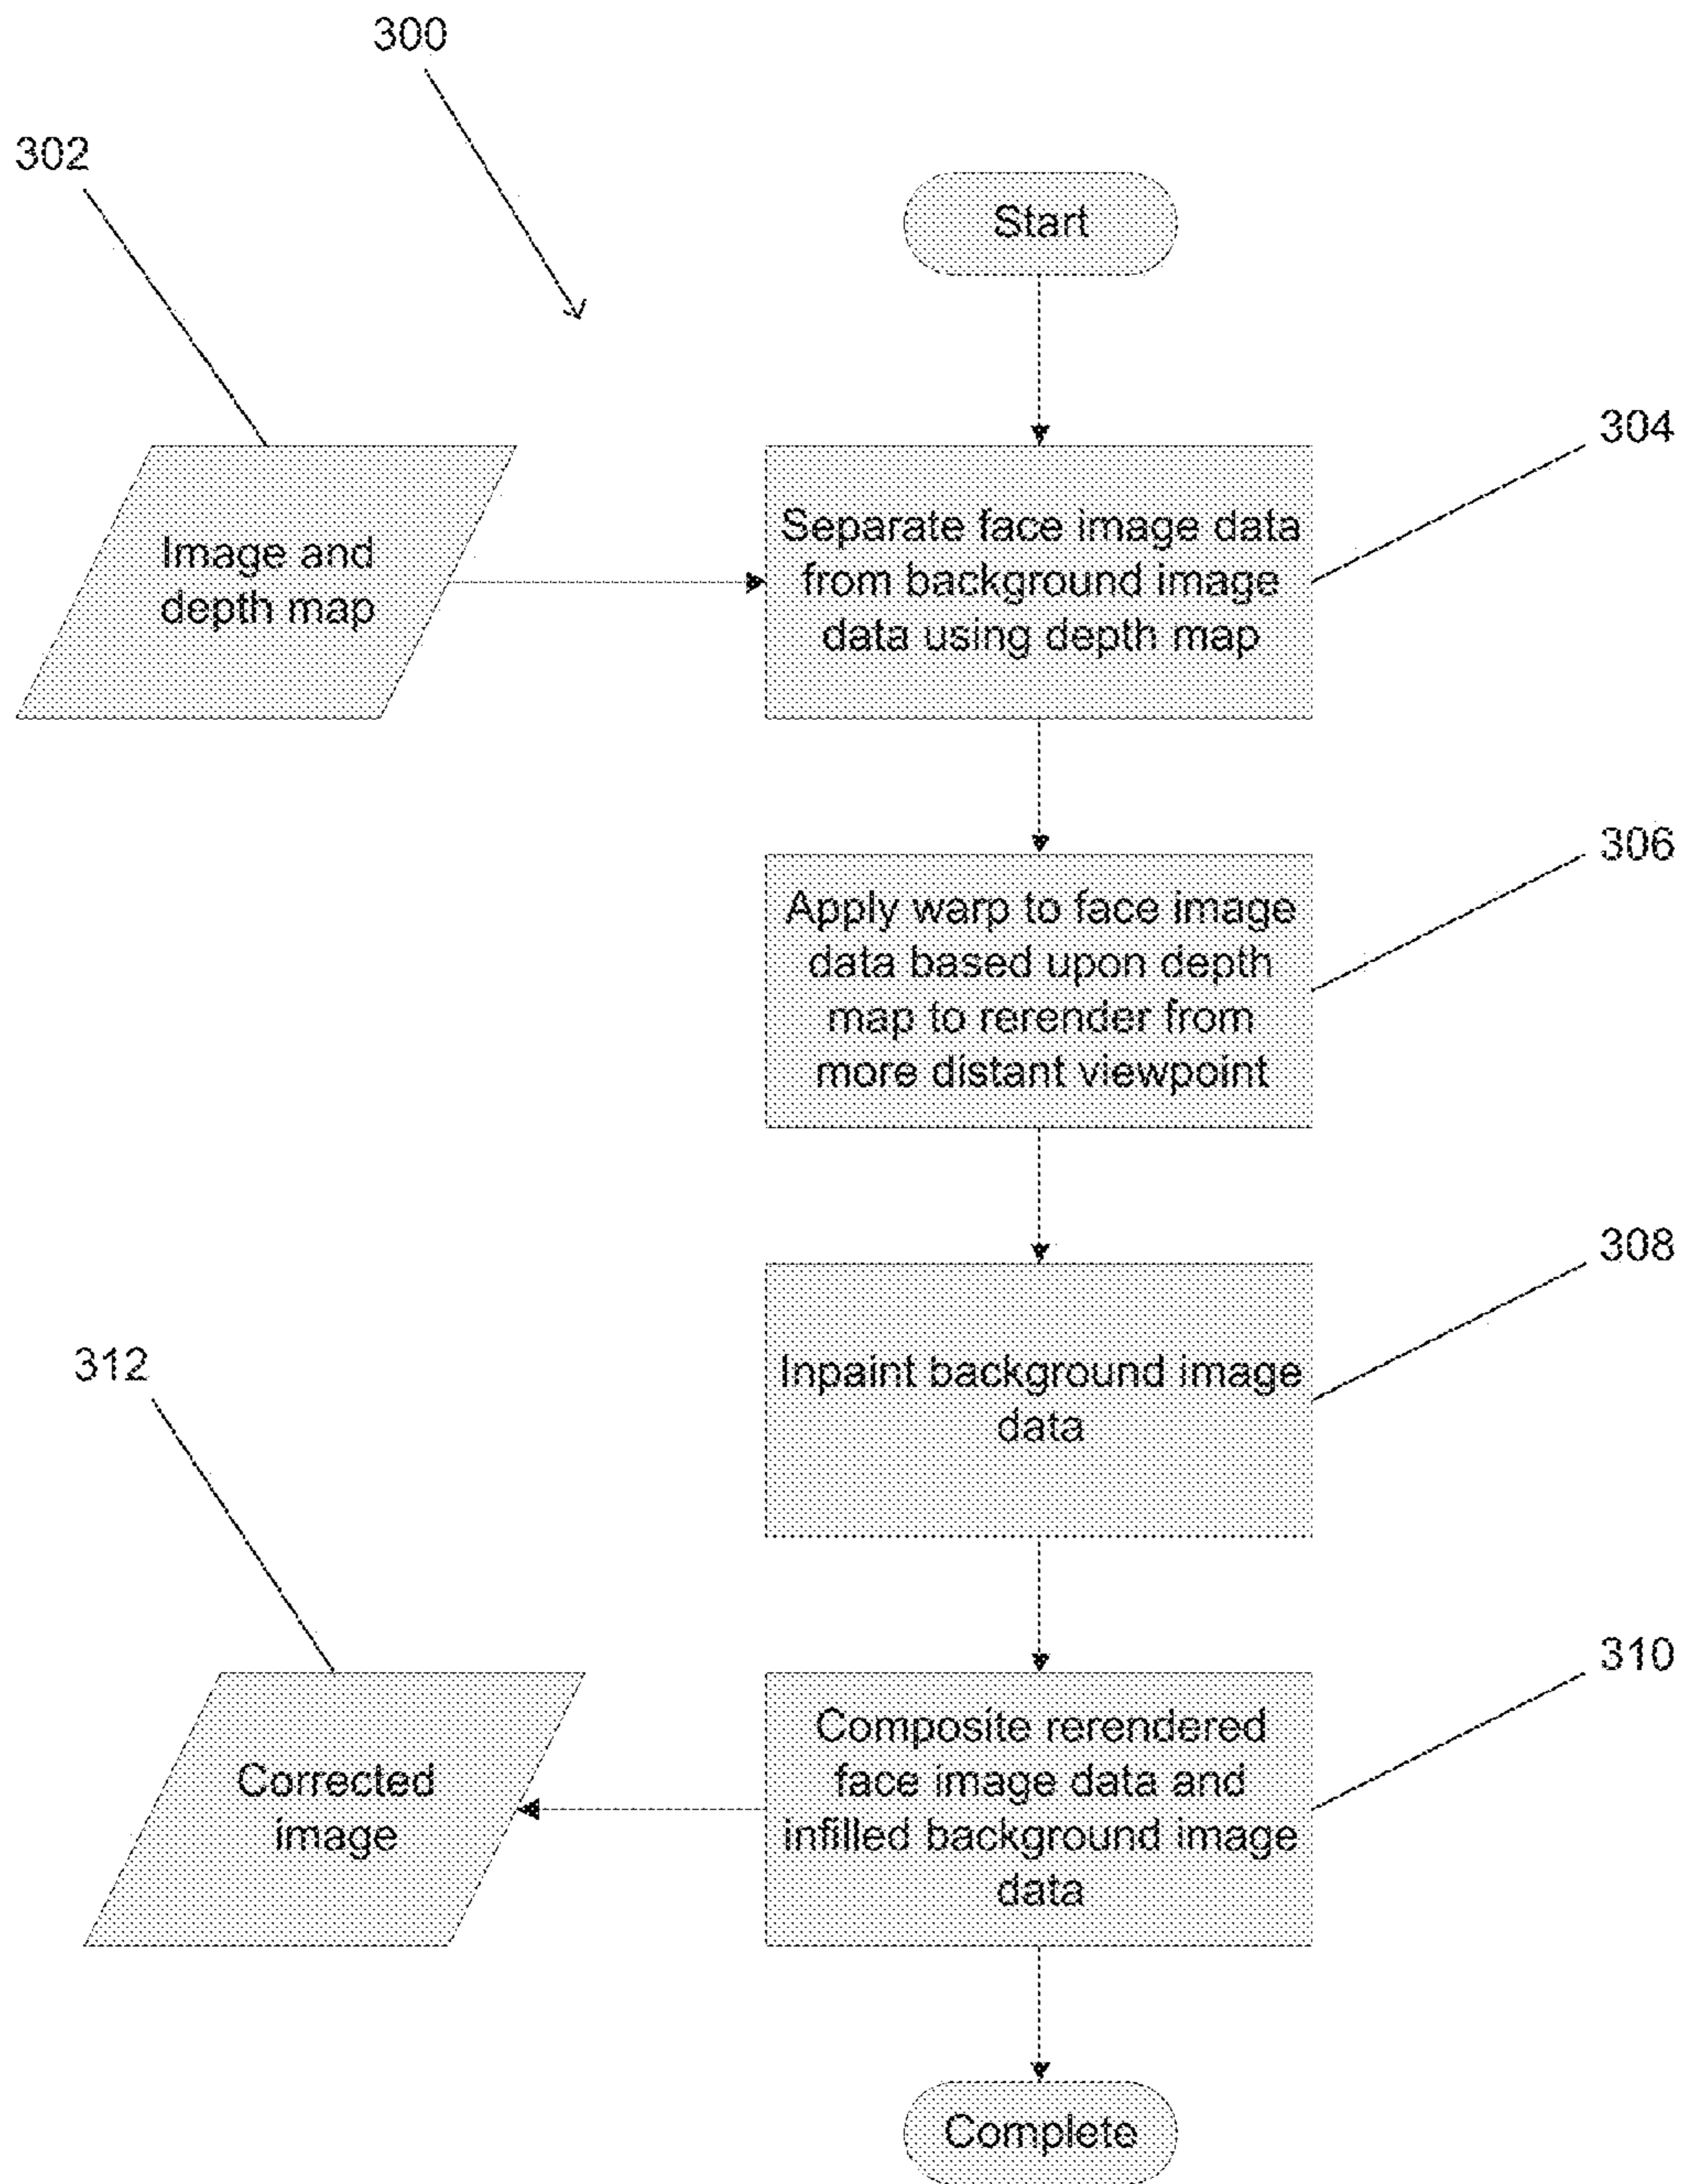 300
302
Start
304
Image and
depth map
Separate face image data
from background image
data using depth map
306
Apply warp to face image
data based upon depth
map to rerender from
more distant viewpoint
308
Inpaint background image
data
312
310
Composite rerendered
face image data and
infilled background image
data
Corrected
image
Complete